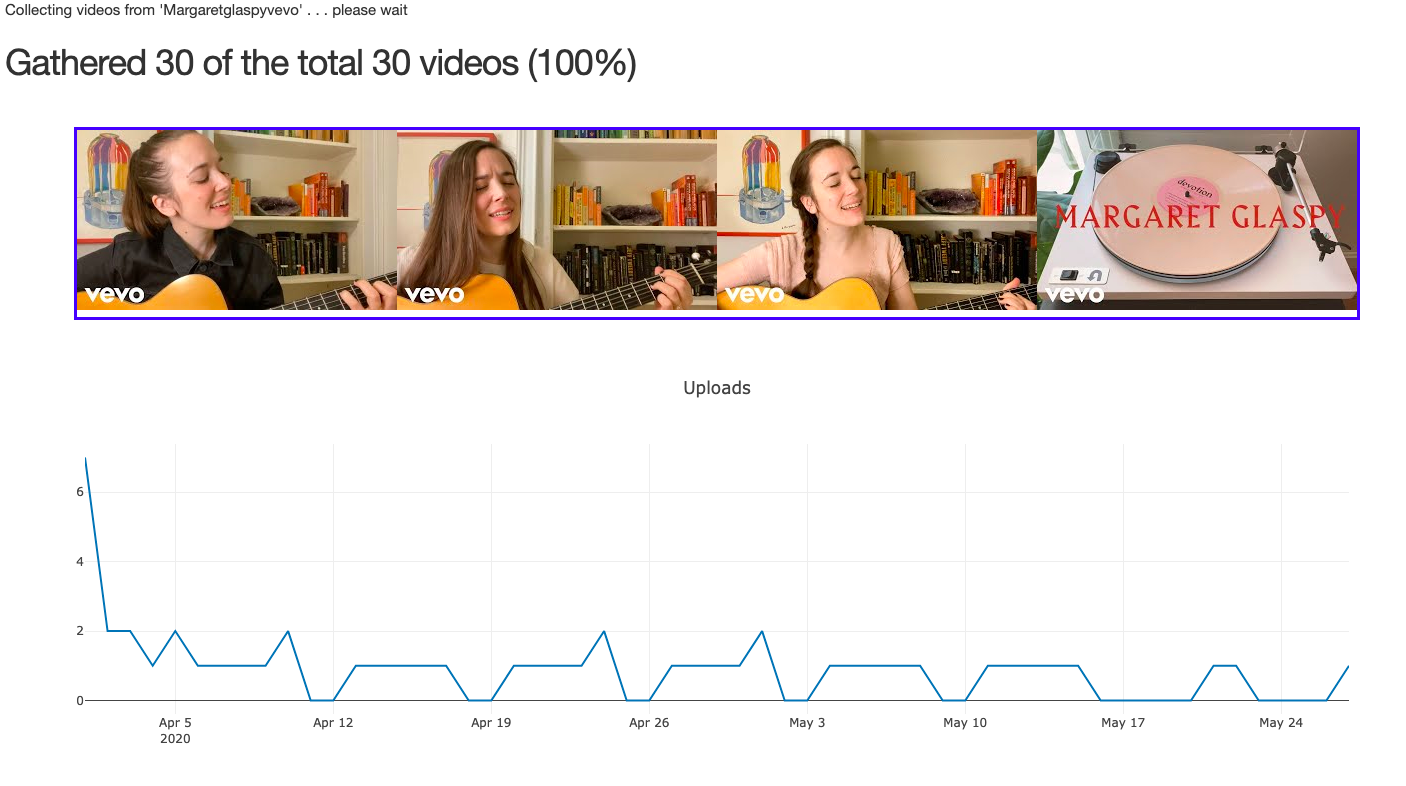 Collecting videos from 'Margaretglaspyvevo' . . . please wait
Gathered 30 of the total 30 videos (100%)
devotion
MARGARET GLASPY
vevo vevo vevo vevo
Uploads
6
4
2
0
Apr 5 Apr 12 Apr 19 Apr 26 May 3 May 10 May 17 May 24
2020